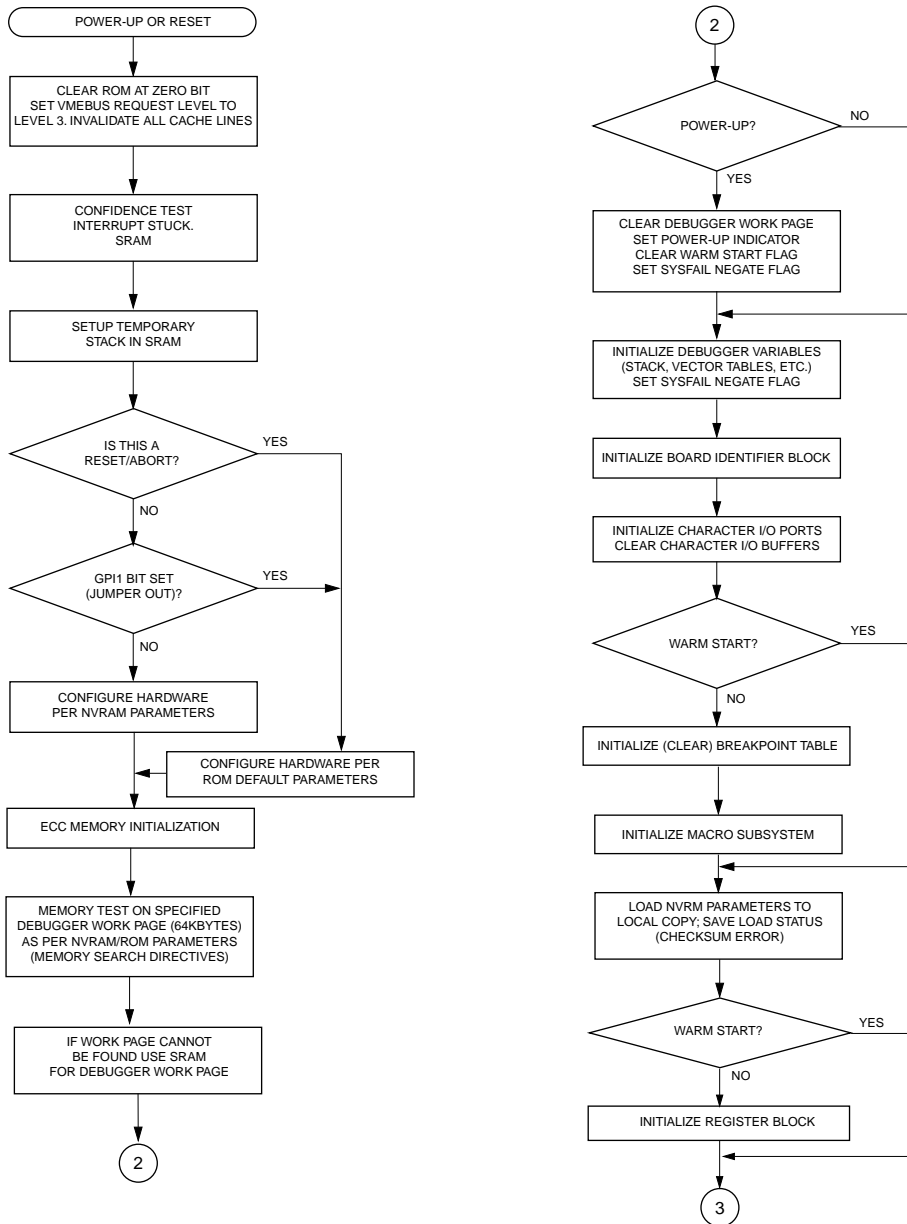 POWER-UP OR RESET
CLEAR ROM AT ZERO BIT
SET VMEBUS REQUEST LEVEL TO
LEVEL 3. INVALIDATE ALL CACHE LINES
CONFIDENCE TEST
INTERRUPT STUCK.
SRAM
SETUP TEMPORARY
STACK IN SRAM
IS THIS A
RESET/ABORT?
YES
NO
GPI1 BIT SET
(JUMPER OUT)?
YES
NO
CONFIGURE HARDWARE
PER NVRAM PARAMETERS
CONFIGURE HARDWARE PER
ROM DEFAULT PARAMETERS
ECC MEMORY INITIALIZATION
MEMORY TEST ON SPECIFIED
DEBUGGER WORK PAGE (64KBYTES)
AS PER NVRAM/ROM PARAMETERS
(MEMORY SEARCH DIRECTIVES)
IF WORK PAGE CANNOT
BE FOUND USE SRAM
FOR DEBUGGER WORK PAGE
2
2
POWER-UP?
NO
YES
CLEAR DEBUGGER WORK PAGE
SET POWER-UP INDICATOR
CLEAR WARM START FLAG
SET SYSFAIL NEGATE FLAG
INITIALIZE DEBUGGER VARIABLES
(STACK, VECTOR TABLES, ETC.)
SET SYSFAIL NEGATE FLAG
INITIALIZE BOARD IDENTIFIER BLOCK
INITIALIZE CHARACTER I/O PORTS
CLEAR CHARACTER I/O BUFFERS
WARM START?
YES
NO
INITIALIZE (CLEAR) BREAKPOINT TABLE
INITIALIZE MACRO SUBSYSTEM
LOAD NVRM PARAMETERS TO
LOCAL COPY; SAVE LOAD STATUS
(CHECKSUM ERROR)
WARM START?
YES
NO
INITIALIZE REGISTER BLOCK
3